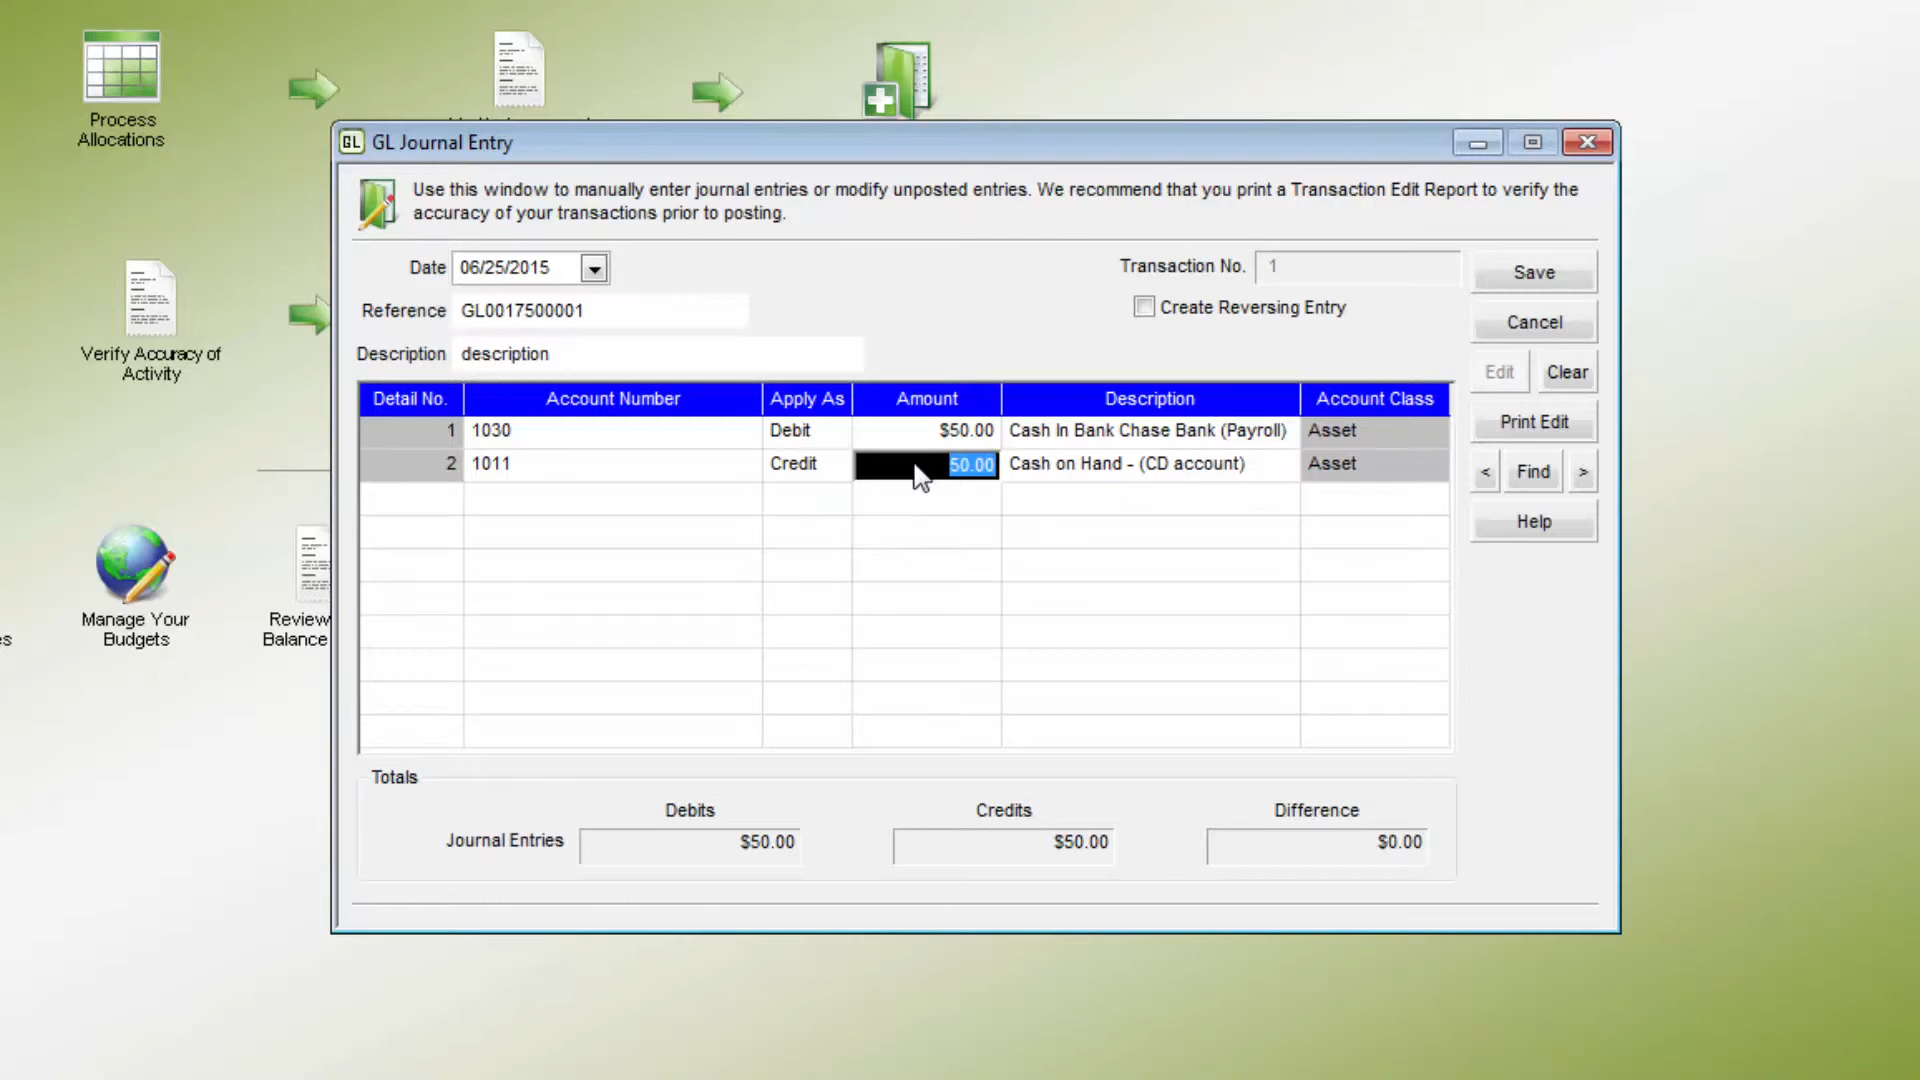 Process
Allocations
GL GL Journal Entry
Use this window to manually enter journal entries or modify unposted entries. We recommend that you print a Transaction Edit Report to verify the
accuracy of your transactions prior to posting.
Date 06/25/2015
Transaction No. 1
Save
Reference GL0017500001
Create Reversing Entry
Cancel
Description description
Edit Clear
Detail No. Account Number Apply As Amount Description Account Class
1 1030 Debit $50.00 Cash In Bank Chase Bank (Payroll) Asset
2 1011 Credit 50.00 Cash on Hand - (CD account) Asset
Print Edit
< Find >
Help
Totals
Debits Credits Difference
Journal Entries $50.00 $50.00 $0.00
Verify Accuracy of
Activity
Manage Your
Budgets
Review
Balance
es